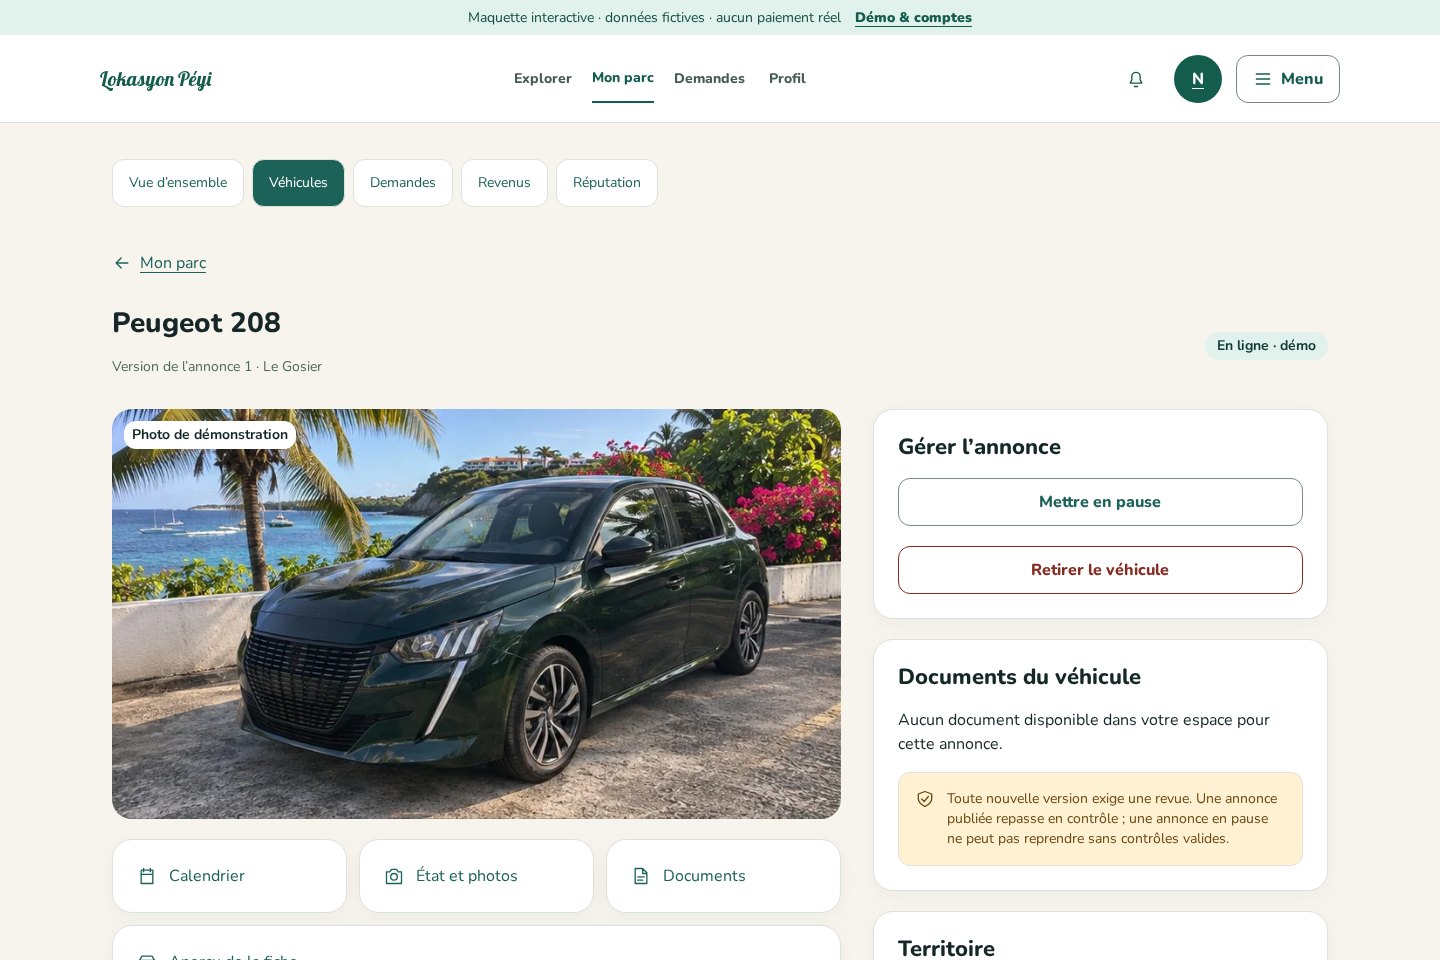 Maquette interactive · données fictives · aucun paiement réel Démo & comptes
Lokasyon Péyi
Explorer
Mon parc
Demandes
Profil
N
Menu
Vue d’ensemble
Véhicules
Demandes
Revenus
Réputation
Mon parc
Peugeot 208
Version de l’annonce 1 · Le Gosier
En ligne · démo
Photo de démonstration
Gérer l’annonce
Mettre en pause
Retirer le véhicule
Documents du véhicule
Aucun document disponible dans votre espace pour
cette annonce.
Toute nouvelle version exige une revue. Une annonce
publiée repasse en contrôle ; une annonce en pause
ne peut pas reprendre sans contrôles valides.
Calendrier
État et photos
Documents
Aperçu de la fiche
Territoire